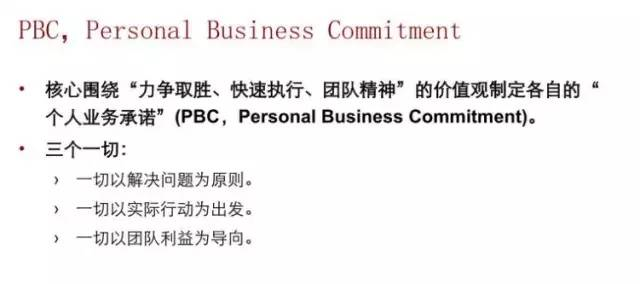 PBC，Personal Business Commitment
• 核心围绕“力争取胜、快速执行、团队精神”的价值观制定各自的“
个人业务承诺”(PBC，Personal Business Commitment)。
• 三个一切：
› 一切以解决问题为原则。
› 一切以实际行动为出发。
› 一切以团队利益为导向。